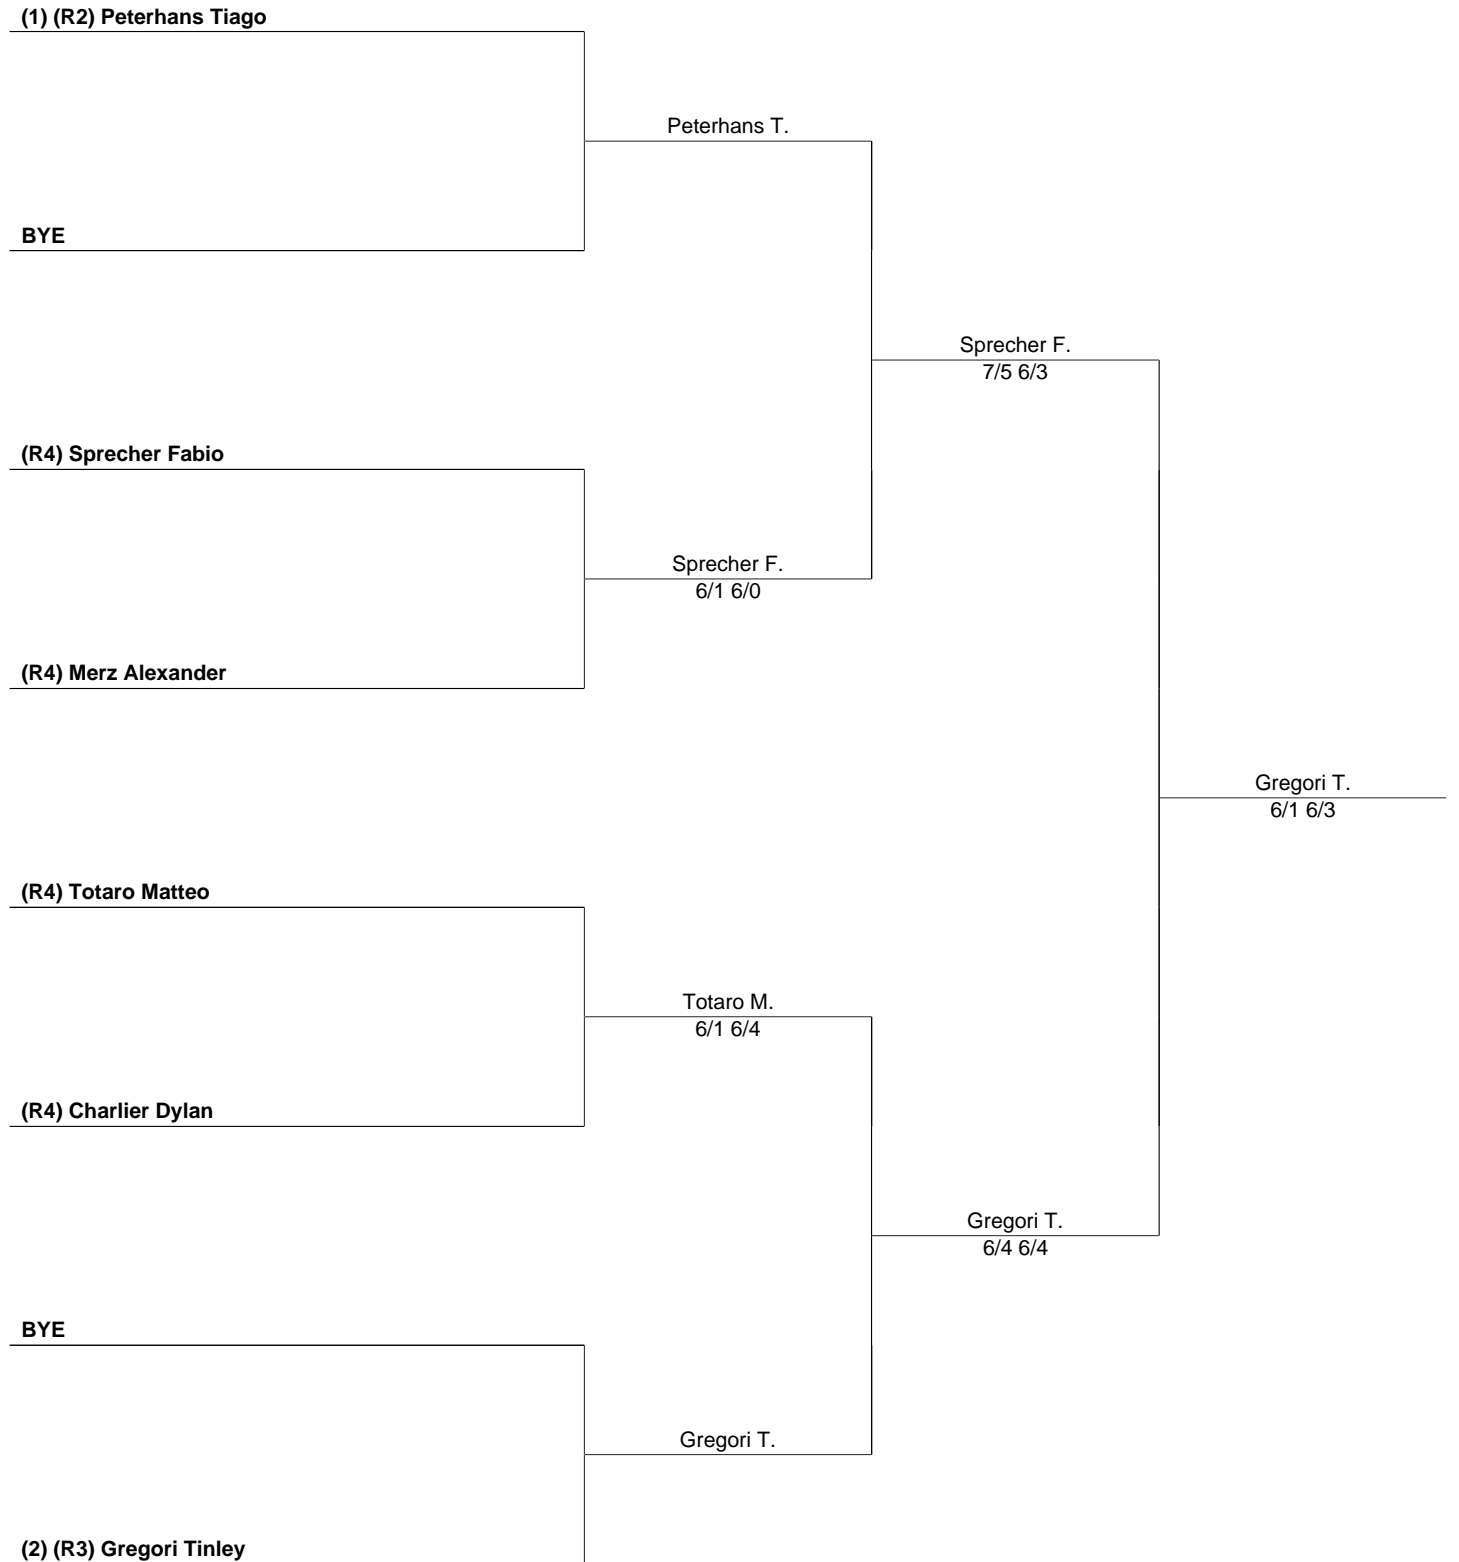 (1) (R2) Peterhans Tiago
Peterhans T.
BYE
Sprecher F.
7/5 6/3
(R4) Sprecher Fabio
Sprecher F.
6/1 6/0
(R4) Merz Alexander
Gregori T.
6/1 6/3
(R4) Totaro Matteo
Totaro M.
6/1 6/4
(R4) Charlier Dylan
Gregori T.
6/4 6/4
BYE
Gregori T.
(2) (R3) Gregori Tinley